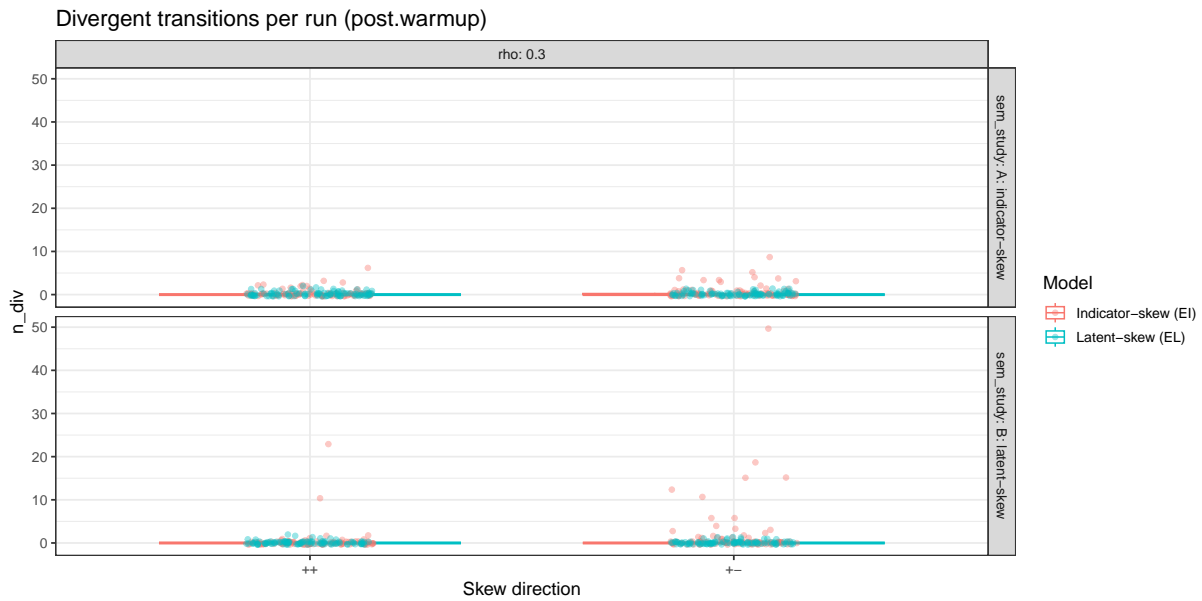 Divergent transitions per run (post.warmup)
rho: 0.3
50
40
30
20
10
0
sem_study: A: indicator−skew
50
40
30
20
10
0
sem_study: B: latent−skew
n_div
++
+−
Skew direction
Model
Indicator−skew (EI)
Latent−skew (EL)